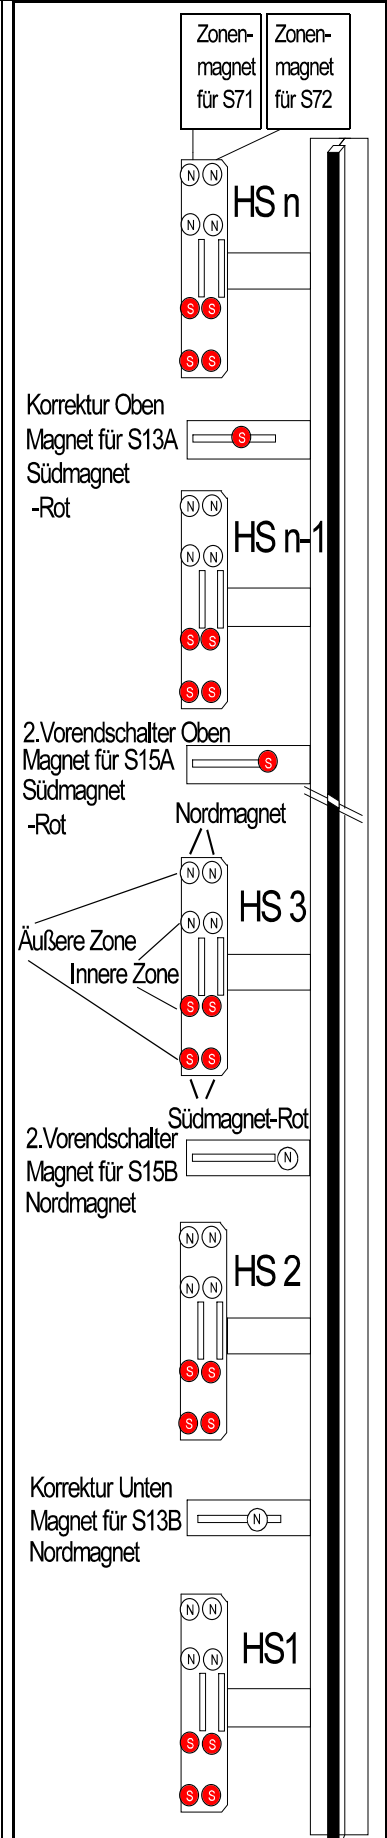 Zonen-
magnet
für S71
Zonen-
magnet
für S72
N N
HS n
N N
S S
S S
Korrektur Oben
Magnet für S13A
S
Südmagnet
-Rot
N N
HS n-1
N N
S S
S S
2.Vorendschalter Oben
Magnet für S15A
S
Südmagnet
-Rot
Nordmagnet
N N
HS 3
N N
Äußere Zone
Innere Zone
S S
S S
Südmagnet-Rot
2.Vorendschalter
Magnet für S15B
N
Nordmagnet
N N
HS 2
N N
S S
S S
Korrektur Unten
Magnet für S13B
N
Nordmagnet
N N
HS1
N N
S S
S S